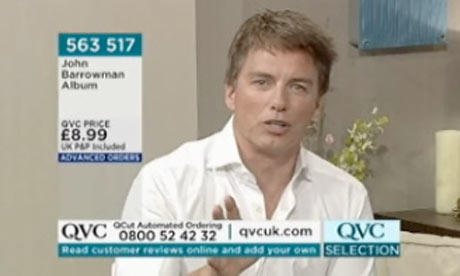 563 517
John
Barrowman
Album
QVC PRICE
£8.99
UK P&P Included
ADVANCED ORDERS
QVC
QCut Automated Ordering
0800 52 42 32
qvcuk.com
QVC
Read customer reviews online and add your own
SELECTION